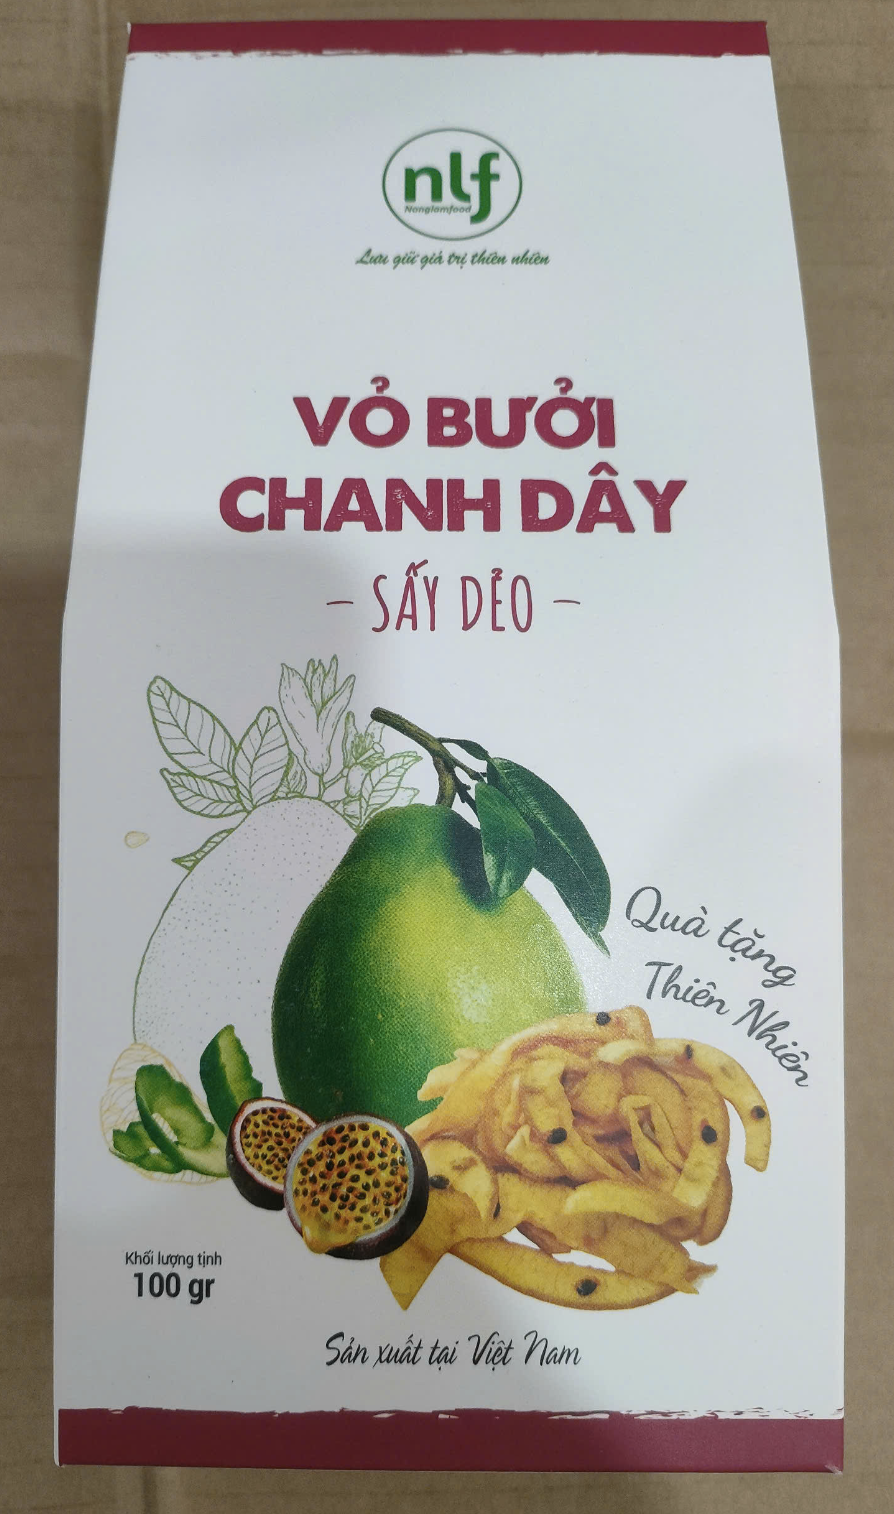 nlf
Nonglamfood
Lưu giữ giá trị thiên nhiên
VỎ BƯỞI
CHANH DÂY
- SẤY DẺO -
Quà tặng
Thiên Nhiên
Khối lượng tịnh
100 gr
Sản xuất tại Việt Nam